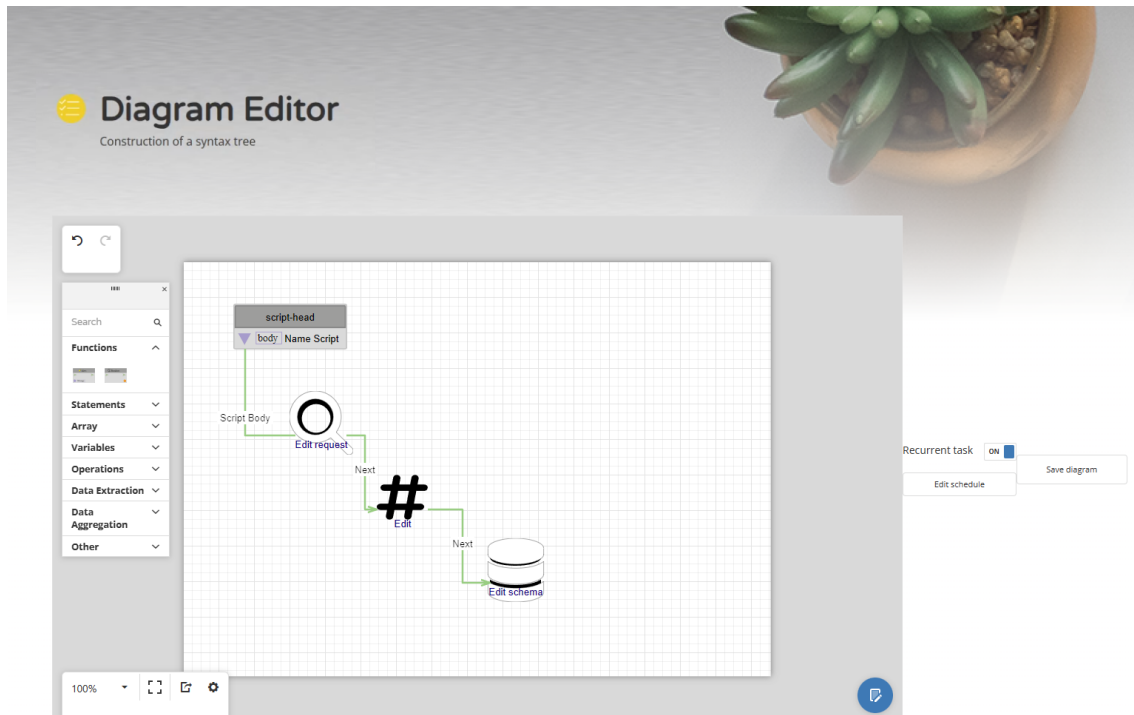 Diagram Editor
Construction of a syntax tree
Search
Functions
Statements
Array
Variables
Operations
Data Extraction
Data
Aggregation
Other
script-head
body Name Script
Script Body
Edit request
Next
Edit
Next
Edit schema
Recurrent task ON
Edit schedule
Save diagram
100%